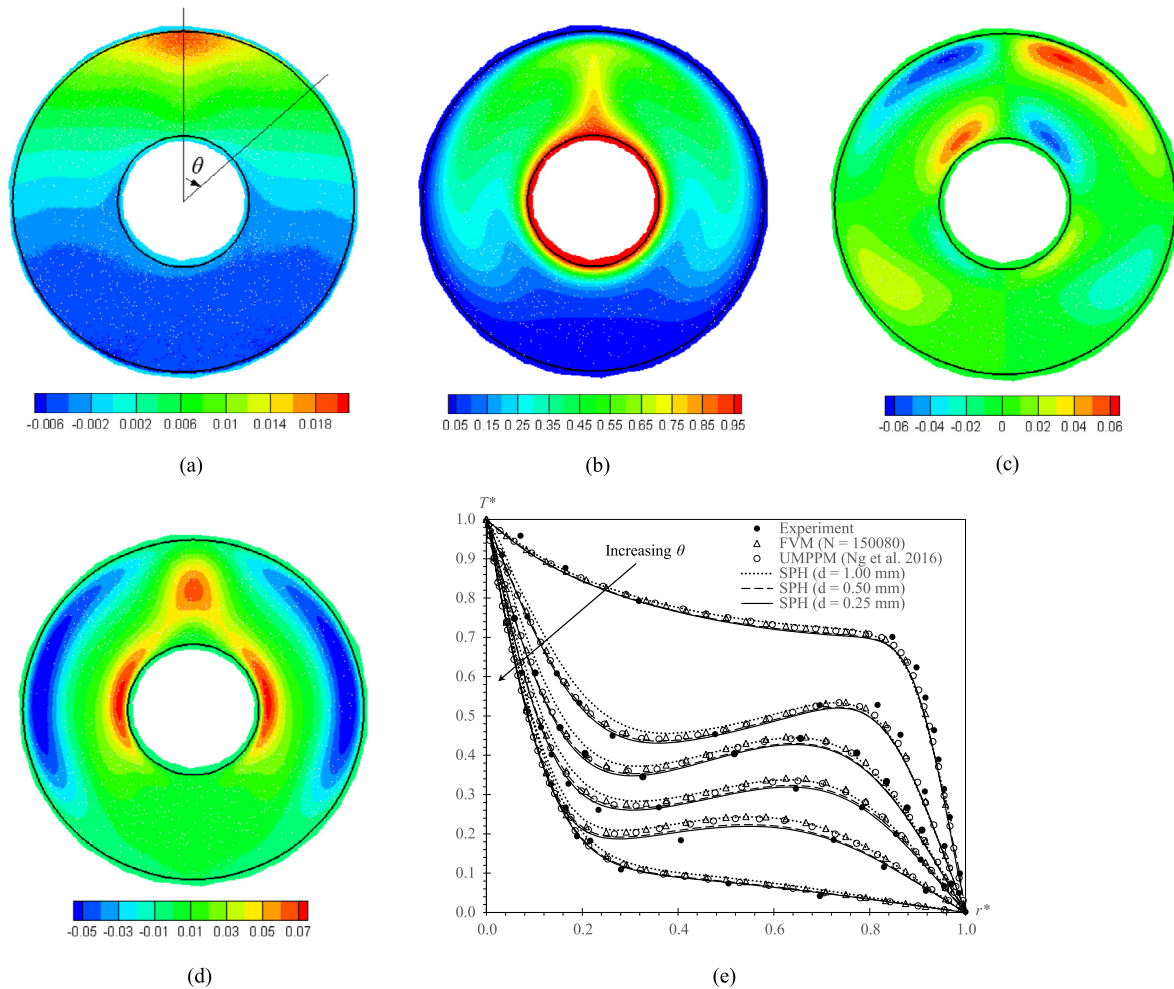 θ
-0.006 -0.002 0.002 0.006 0.01 0.014 0.018
(a)
0.05 0.15 0.25 0.35 0.45 0.55 0.65 0.75 0.85 0.95
(b)
-0.06 -0.04 -0.02 0 0.02 0.04 0.06
(c)
-0.05 -0.03 -0.01 0.01 0.03 0.05 0.07
(d)
T*
1.0
0.9
0.8
0.7
0.6
0.5
0.4
0.3
0.2
0.1
0.0
Increasing θ
Experiment
FVM (N = 150080)
UMPPM (Ng et al. 2016)
SPH (d = 1.00 mm)
SPH (d = 0.50 mm)
SPH (d = 0.25 mm)
r*
0.0 0.2 0.4 0.6 0.8 1.0
(e)